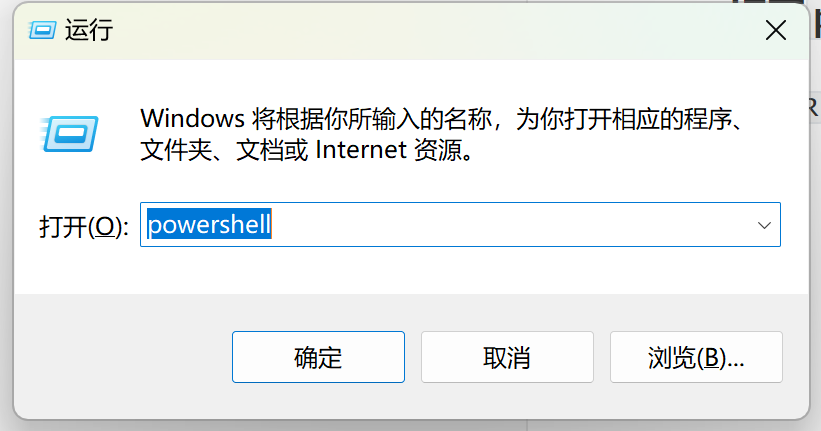 运行
Windows 将根据你所输入的名称，为你打开相应的程序、
文件夹、文档或 Internet 资源。
打开(O): powershell
确定 取消 浏览(B)...